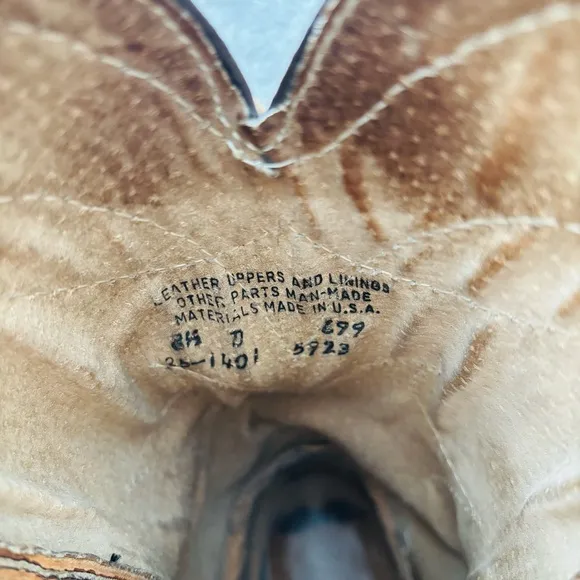 LEATHER UPPERS AND LININGS
OTHER PARTS MAN-MADE
MATERIALS MADE IN U.S.A.
8½ D 699
25-1401 5923